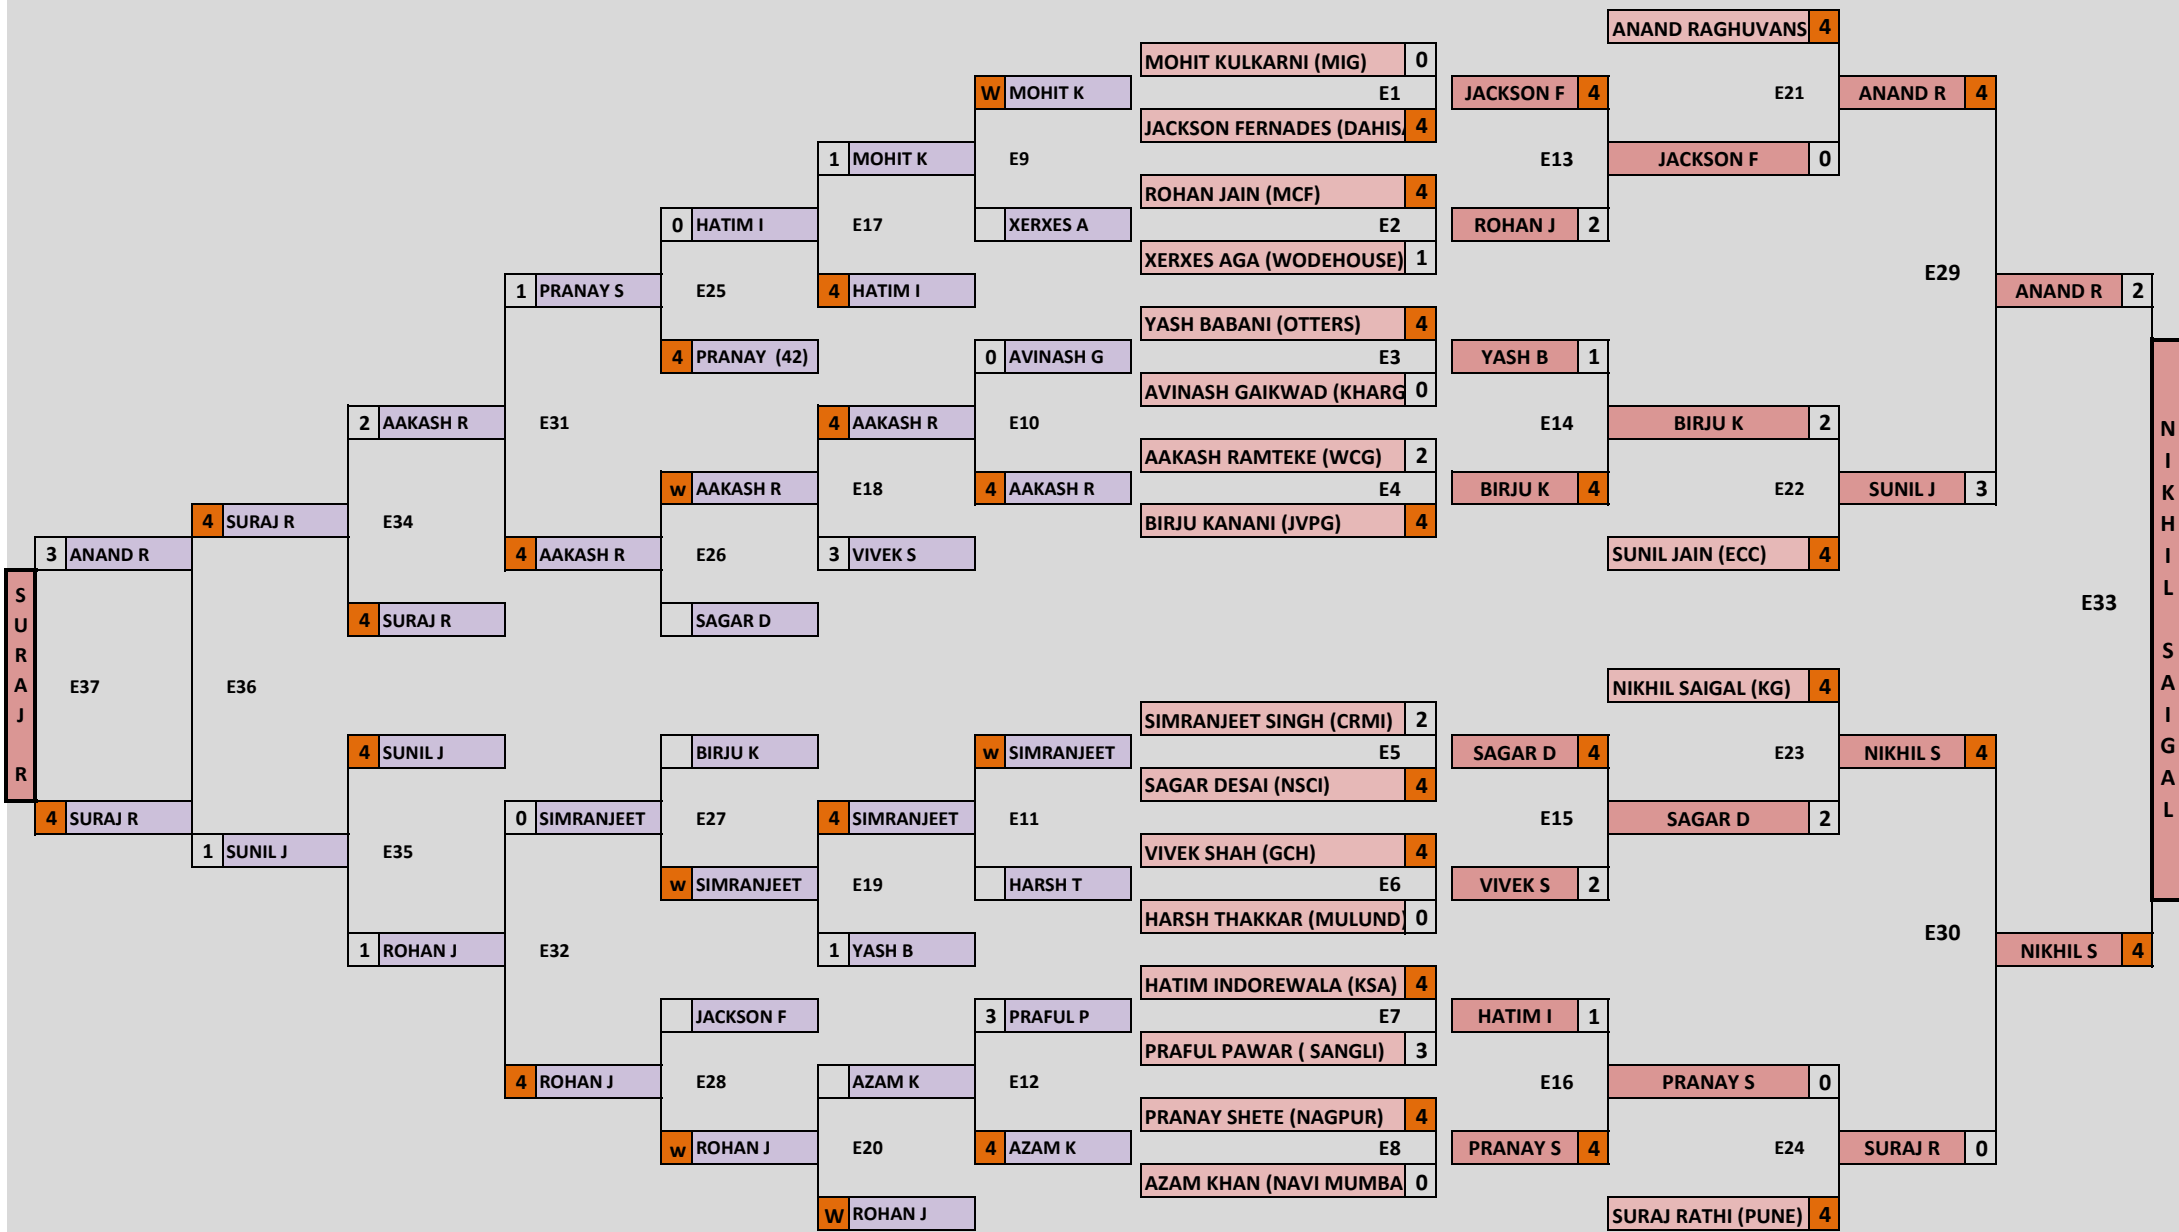 ANAND RAGHUVANS 4
MOHIT KULKARNI (MIG) 0
W MOHIT K E1 JACKSON F 4 E21 ANAND R 4
JACKSON FERNADES (DAHIS 4
1 MOHIT K E9 E13 JACKSON F 0
ROHAN JAIN (MCF) 4
0 HATIM I E17 XERXES A E2 ROHAN J 2
XERXES AGA (WODEHOUSE) 1
E29
1 PRANAY S E25 4 HATIM I ANAND R 2
YASH BABANI (OTTERS) 4
4 PRANAY (42) 0 AVINASH G E3 YASH B 1
AVINASH GAIKWAD (KHARG 0
2 AAKASH R E31 4 AAKASH R E10 E14 BIRJU K 2
AAKASH RAMTEKE (WCG) 2
w AAKASH R E18 4 AAKASH R E4 BIRJU K 4 E22 SUNIL J 3
4 SURAJ R E34 BIRJU KANANI (JVPG) 4
3 ANAND R 4 AAKASH R E26 3 VIVEK S SUNIL JAIN (ECC) 4
E33
4 SURAJ R SAGAR D
E37 E36 NIKHIL SAIGAL (KG) 4
SIMRANJEET SINGH (CRMI) 2
4 SUNIL J BIRJU K w SIMRANJEET E5 SAGAR D 4 E23 NIKHIL S 4
SAGAR DESAI (NSCI) 4
4 SURAJ R 0 SIMRANJEET E27 4 SIMRANJEET E11 E15 SAGAR D 2
1 SUNIL J E35 VIVEK SHAH (GCH) 4
w SIMRANJEET E19 HARSH T E6 VIVEK S 2
HARSH THAKKAR (MULUND) 0
E30
1 ROHAN J E32 1 YASH B NIKHIL S 4
HATIM INDOREWALA (KSA) 4
JACKSON F 3 PRAFUL P E7 HATIM I 1
PRAFUL PAWAR ( SANGLI) 3
4 ROHAN J E28 AZAM K E12 E16 PRANAY S 0
PRANAY SHETE (NAGPUR) 4
w ROHAN J E20 4 AZAM K E8 PRANAY S 4 E24 SURAJ R 0
AZAM KHAN (NAVI MUMBA 0
W ROHAN J SURAJ RATHI (PUNE) 4
SURAJ R
NIKHIL SAIGAL